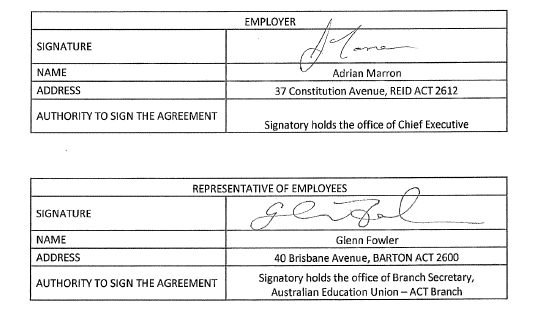 EMPLOYER
SIGNATURE
NAME Adrian Marron
ADDRESS 37 Constitution Avenue, REID ACT 2612
AUTHORITY TO SIGN THE AGREEMENT Signatory holds the office of Chief Executive
REPRESENTATIVE OF EMPLOYEES
SIGNATURE
NAME Glenn Fowler
ADDRESS 40 Brisbane Avenue, BARTON ACT 2600
AUTHORITY TO SIGN THE AGREEMENT Signatory holds the office of Branch Secretary,
Australian Education Union – ACT Branch